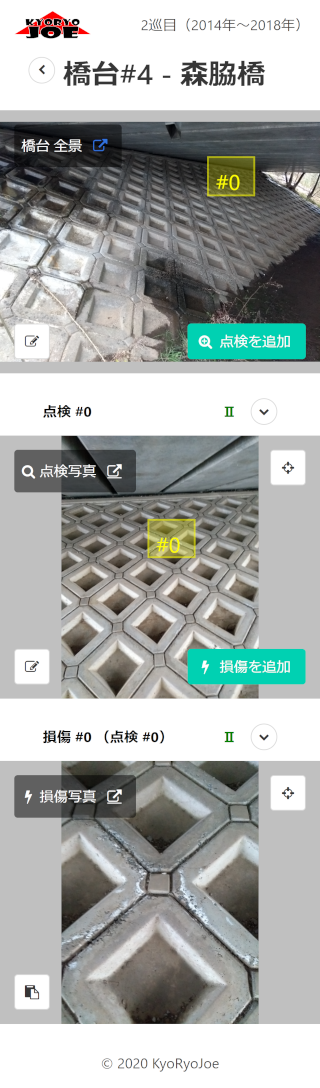 KYORYO
JOE
2巡目（2014年～2018年）
橋台#4 - 森脇橋
橋台 全景
#0
点検を追加
点検 #0
Ⅱ
点検写真
#0
損傷を追加
損傷 #0 （点検 #0）
Ⅱ
損傷写真
© 2020 KyoRyoJoe